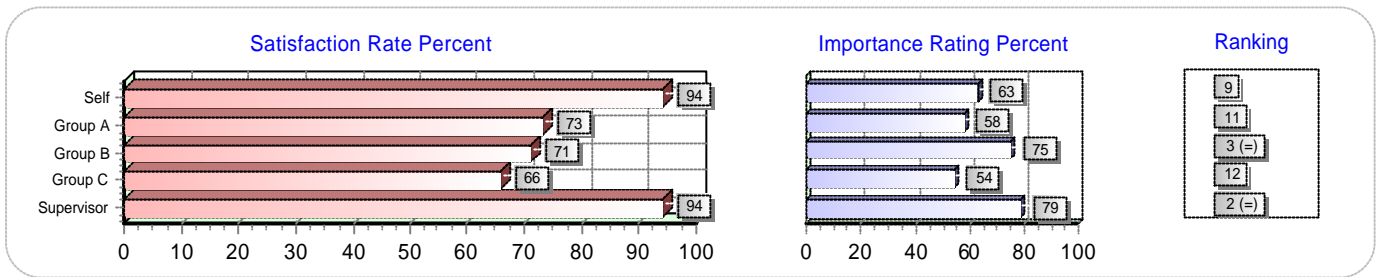 Satisfaction Rate Percent Importance Rating Percent Ranking
Self 94 63 9
Group A 73 58 11
Group B 71 75 3 (=)
Group C 66 54 12
Supervisor 94 79 2 (=)
0 10 20 30 40 50 60 70 80 90 100 0 20 40 60 80 100